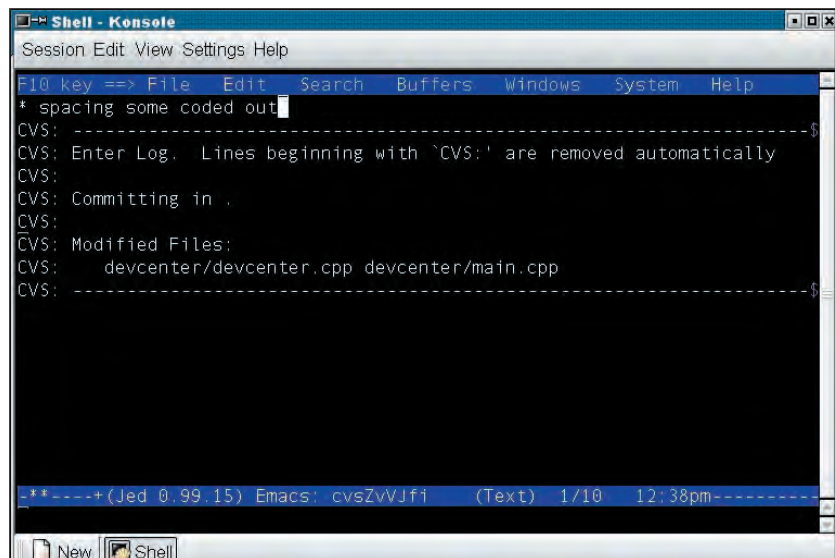 Shell - Konsole
Session Edit View Settings Help
F10 key ==> File Edit Search Buffers Windows System Help
* spacing some coded out
CVS: ----------------------------------------------------------------------$
CVS: Enter Log. Lines beginning with `CVS:' are removed automatically
CVS:
CVS: Committing in .
CVS:
CVS: Modified Files:
CVS: devcenter/devcenter.cpp devcenter/main.cpp
CVS: ----------------------------------------------------------------------$
-**----+(Jed 0.99.15) Emacs: cvsZvVJfi (Text) 1/10 12:38pm----------
New Shell